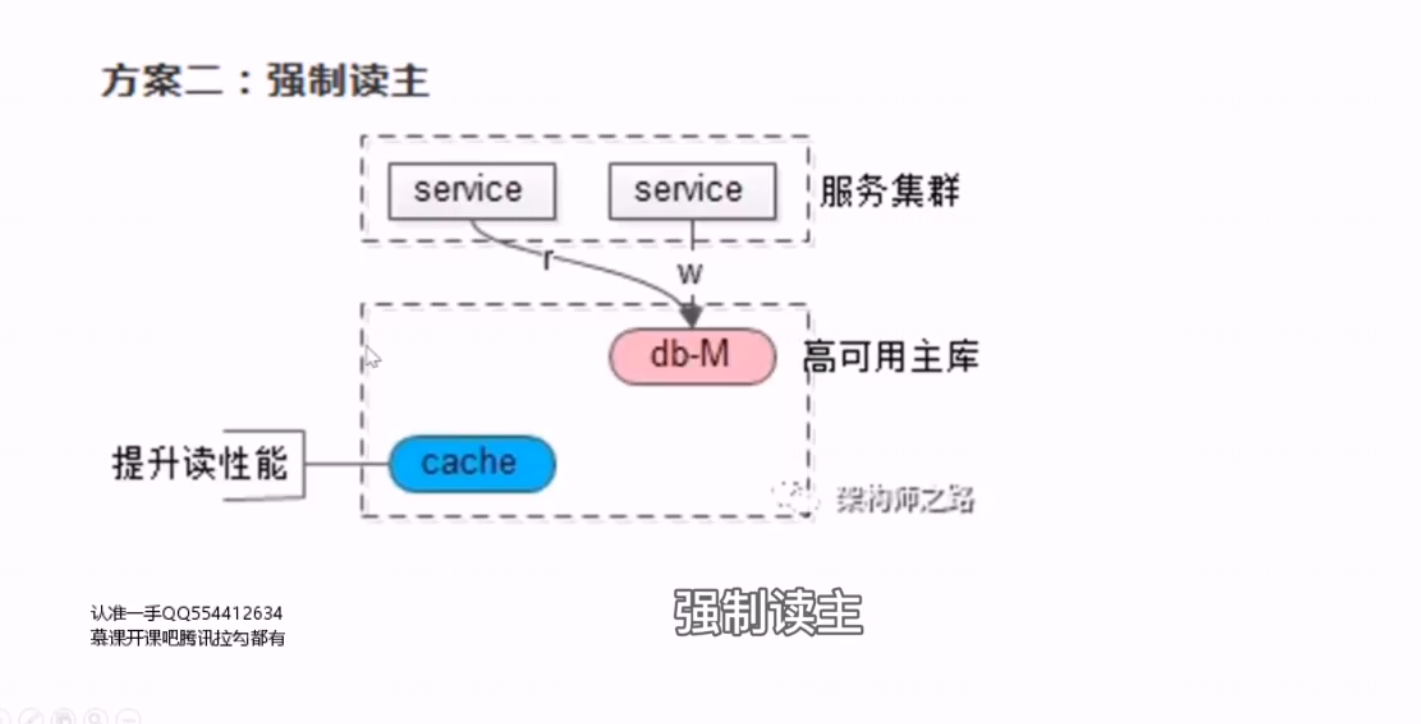 方案二：强制读主
service
service
服务集群
r
w
db-M
高可用主库
提升读性能
cache
架构师之路
强制读主
认准一手QQ554412634
慕课开课吧腾讯拉勾都有